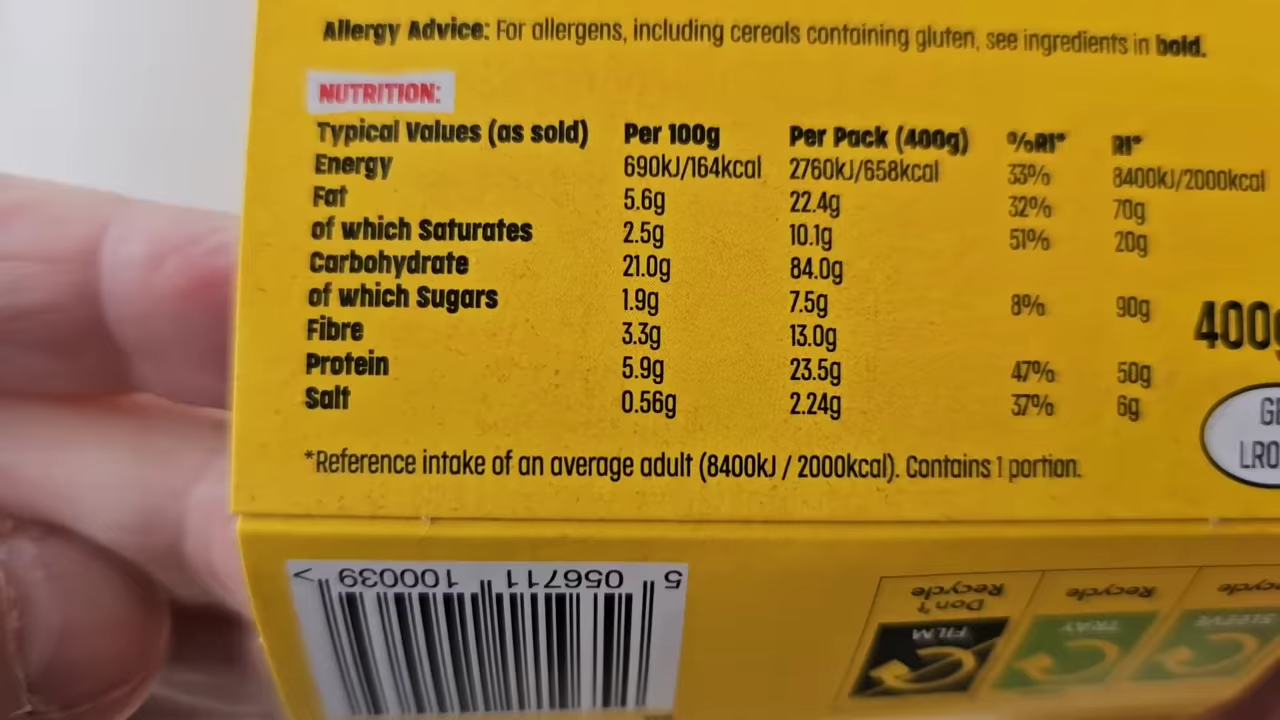 Allergy Advice: For allergens, including cereals containing gluten, see ingredients in bold.
NUTRITION:
Typical Values (as sold) Per 100g Per Pack (400g) %RI* RI*
Energy 690kJ/164kcal 2760kJ/658kcal 33% 8400kJ/2000kcal
Fat 5.6g 22.4g 32% 70g
of which Saturates 2.5g 10.1g 51% 20g
Carbohydrate 21.0g 84.0g
of which Sugars 1.9g 7.5g 8% 90g
Fibre 3.3g 13.0g
Protein 5.9g 23.5g 47% 50g
Salt 0.56g 2.24g 37% 6g
400g
*Reference intake of an average adult (8400kJ / 2000kcal). Contains 1 portion.
5 056711 100039 >
FILM
Don't
Recycle
TRAY
Recycle
SLEEVE
Recycle